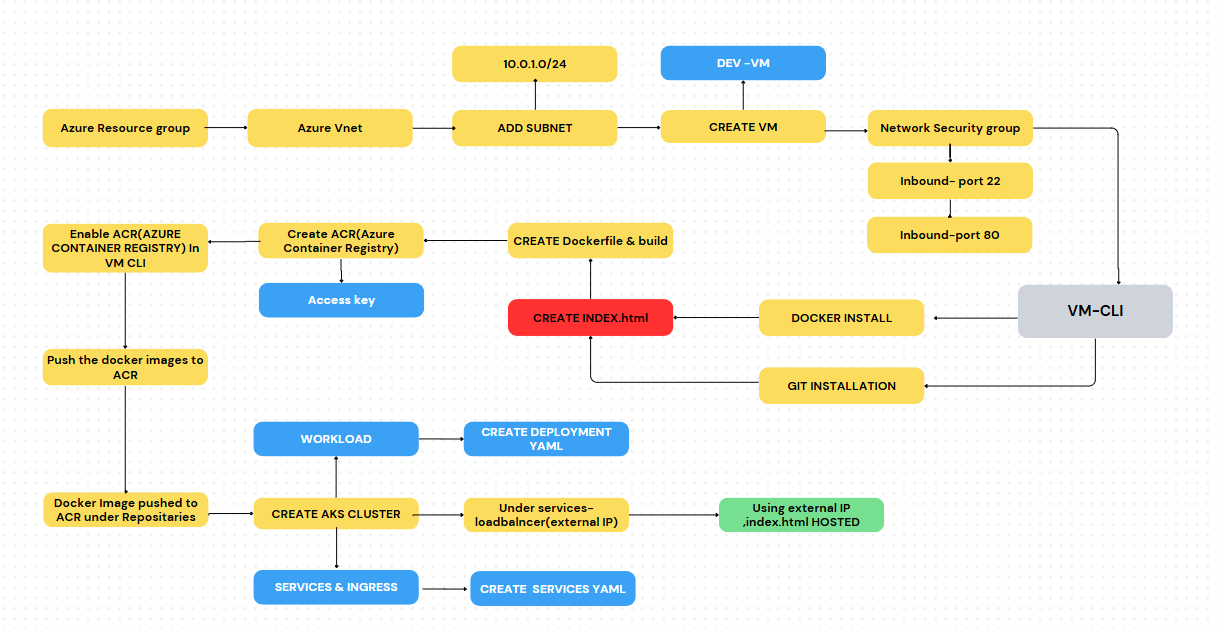 10.0.1.0/24
DEV -VM
Azure Resource group
Azure Vnet
ADD SUBNET
CREATE VM
Network Security group
Inbound- port 22
Inbound-port 80
Enable ACR(AZURE
CONTAINER REGISTRY) In
VM CLI
Create ACR(Azure
Container Registry)
CREATE Dockerfile & build
Access key
CREATE INDEX.html
DOCKER INSTALL
VM-CLI
Push the docker images to
ACR
GIT INSTALLATION
WORKLOAD
CREATE DEPLOYMENT
YAML
Docker Image pushed to
ACR under Repositaries
CREATE AKS CLUSTER
Under services-
loadbalncer(external IP)
Using external IP
,index.html HOSTED
SERVICES & INGRESS
CREATE  SERVICES YAML